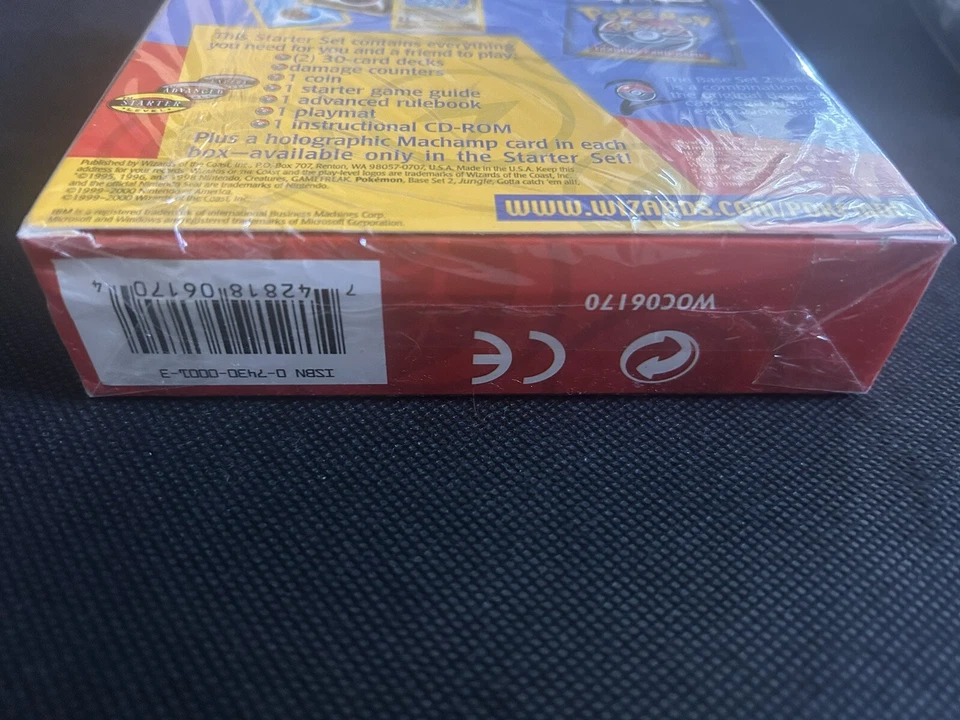 This Starter Set contains everything
you need for you and a friend to play:
(2) 30-card decks
damage counters
1 coin
1 starter game guide
1 advanced rulebook
1 playmat
1 instructional CD-ROM
Plus a holographic Machamp card in each
box—available only in the Starter Set!
ADVANCED
STARTER
LEVEL
Pokémon
The Base Set 2
is a combination
Published by Wizards of the Coast, Inc., P.O. Box 707, Renton, WA 98057-0707, U.S.A. Made in the U.S.A. Keep this
address for your records. Wizards of the Coast and the play-level logos are trademarks of Wizards of the Coast, Inc.
©1995, 1996, and 1998 Nintendo, Creatures, GAMEFREAK. Pokémon, Base Set 2, Jungle, Gotta catch 'em all!,
and the official Nintendo Seal are trademarks of Nintendo.
©1999–2000 Nintendo of America.
©1999–2000 Wizards of the Coast, Inc.
IBM is a registered trademark of International Business Machines Corp.
Microsoft and Windows are registered trademarks of Microsoft Corporation.
WWW.WIZARDS.COM/POKEMON
7 42818 06170 4
ISBN 0-7430-0001-3
WOC06170
CE